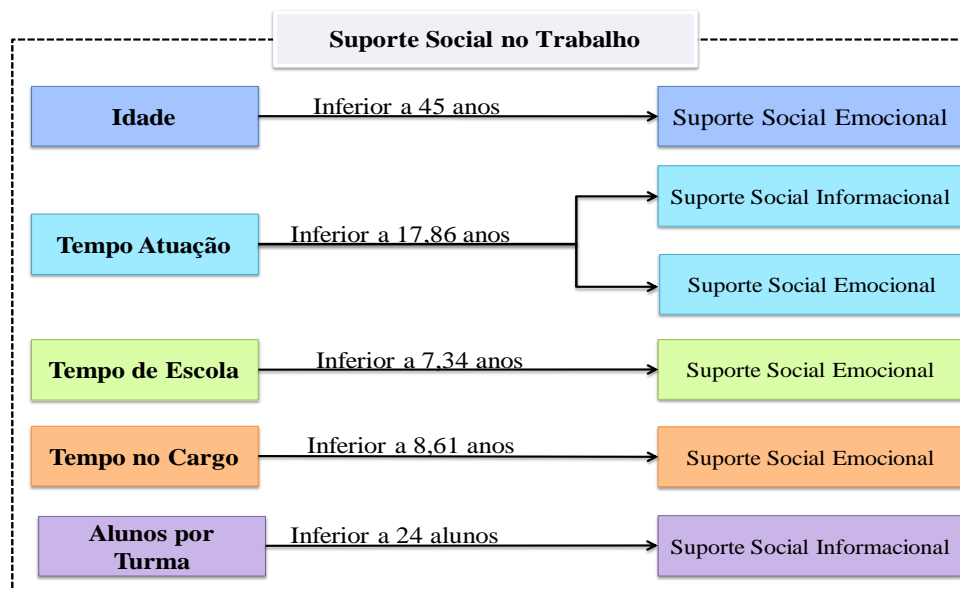 Suporte Social no Trabalho
Idade
Inferior a 45 anos
Suporte Social Emocional
Tempo Atuação
Inferior a 17,86 anos
Suporte Social Informacional
Suporte Social Emocional
Tempo de Escola
Inferior a 7,34 anos
Suporte Social Emocional
Tempo no Cargo
Inferior a 8,61 anos
Suporte Social Emocional
Alunos por
Turma
Inferior a 24 alunos
Suporte Social Informacional